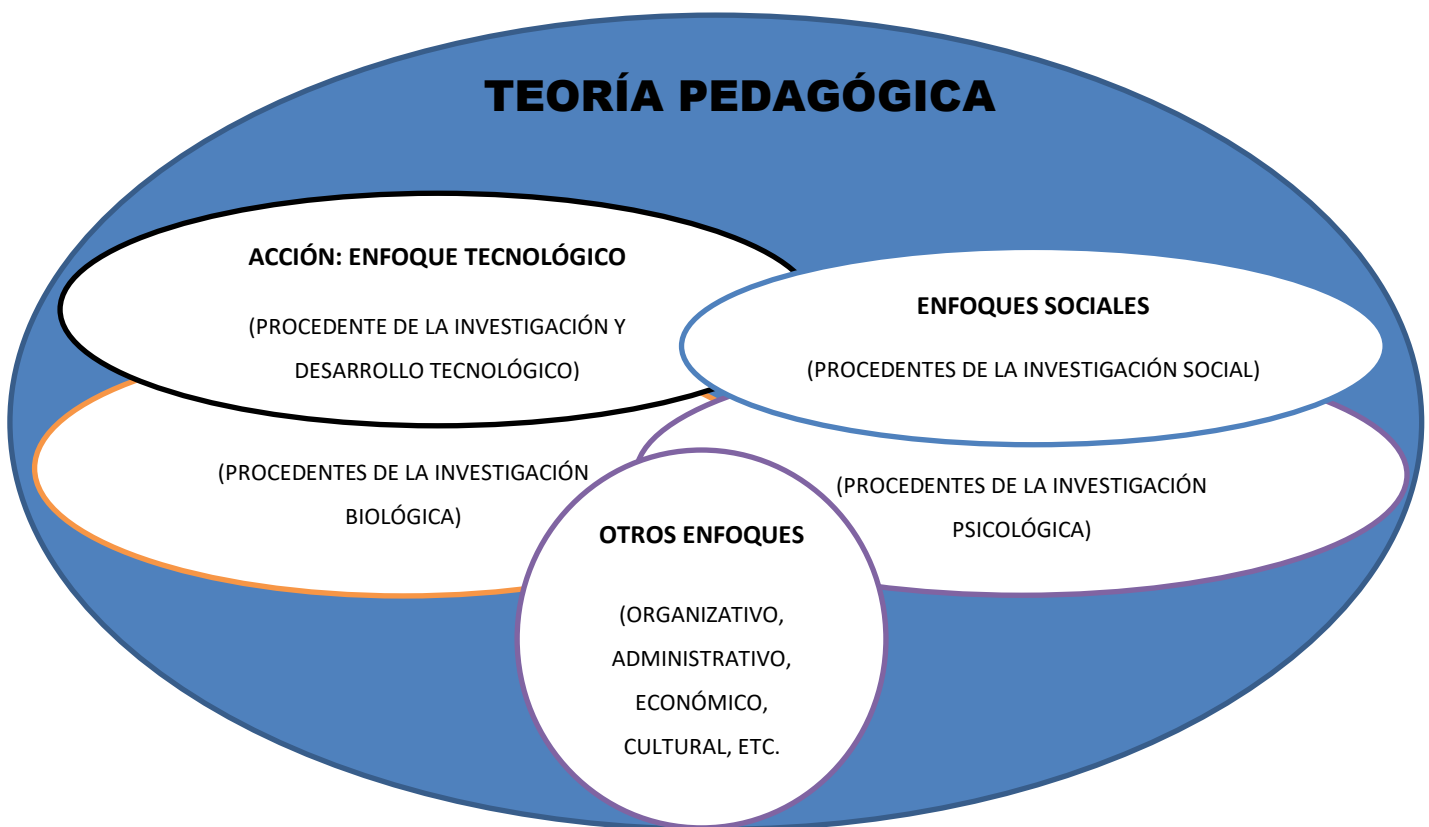 TEORÍA PEDAGÓGICA
ACCIÓN: ENFOQUE TECNOLÓGICO
(PROCEDENTE DE LA INVESTIGACIÓN Y
DESARROLLO TECNOLÓGICO)
ENFOQUES SOCIALES
(PROCEDENTES DE LA INVESTIGACIÓN SOCIAL)
(PROCEDENTES DE LA INVESTIGACIÓN
BIOLÓGICA)
(PROCEDENTES DE LA INVESTIGACIÓN
PSICOLÓGICA)
OTROS ENFOQUES
(ORGANIZATIVO,
ADMINISTRATIVO,
ECONÓMICO,
CULTURAL, ETC.